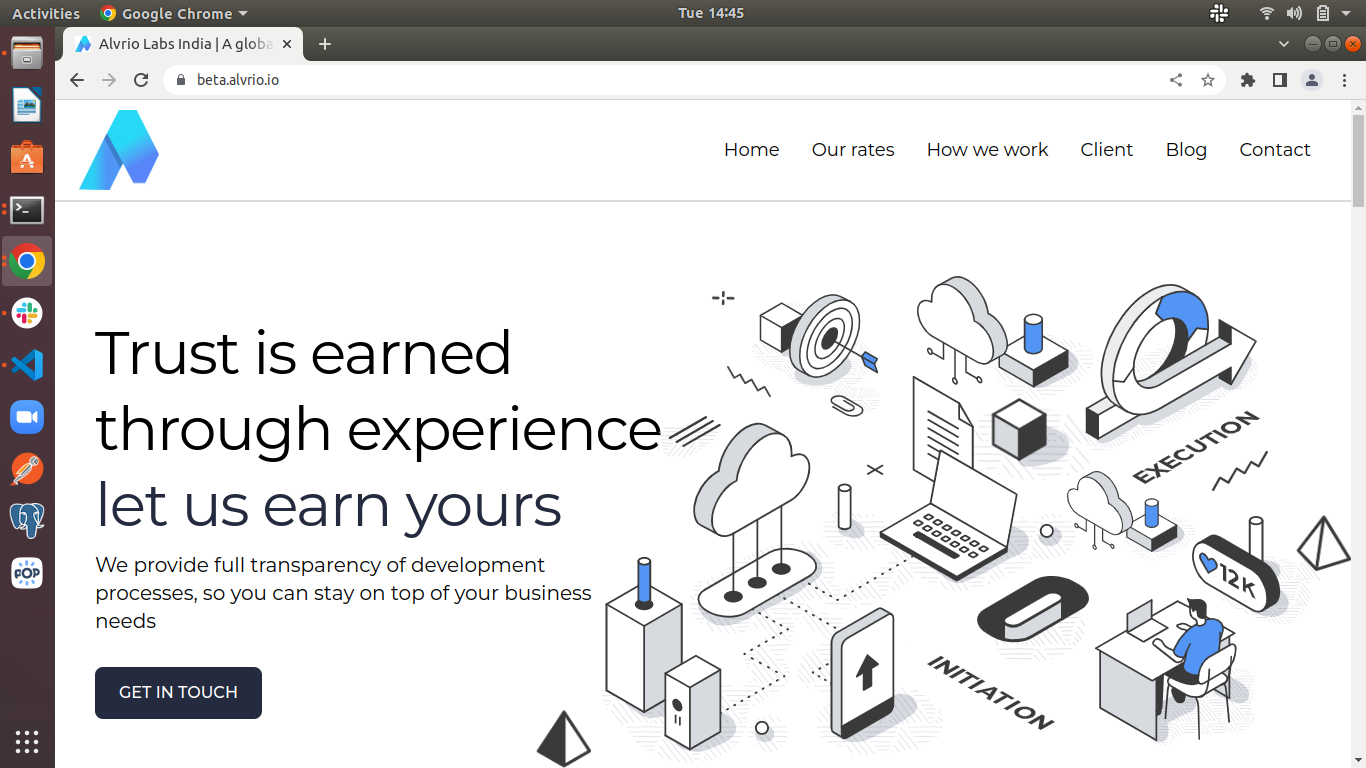 Activities
Google Chrome
Tue 14:45
Alvrio Labs India | A globa
beta.alvrio.io
Home
Our rates
How we work
Client
Blog
Contact
Trust is earned
through experience
let us earn yours
We provide full transparency of development
processes, so you can stay on top of your business
needs
GET IN TOUCH
EXECUTION
12K
INITIATION
POP